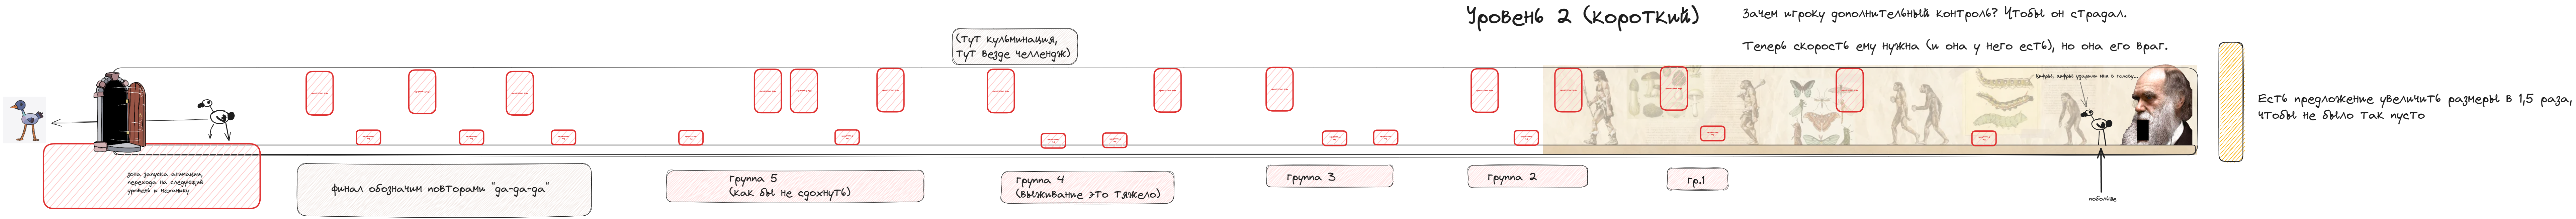 Уровень 2 (короткий)
Зачем игроку дополнительный контроль? Чтобы он страдал.
Теперь скорость ему нужна (и она у него есть), но она его враг.
(тут кульминация,
тут везде челлендж)
Есть предложение увеличить размеры в 1,5 раза,
чтобы не было так пусто
зона запуска анимации,
перехода на следующий
уровень и механику
финал обозначим повторами "да-да-да"
группа 5
(как бы не сдохнуть)
группа 4
(выживание это тяжело)
группа 3
группа 2
гр.1
побольше